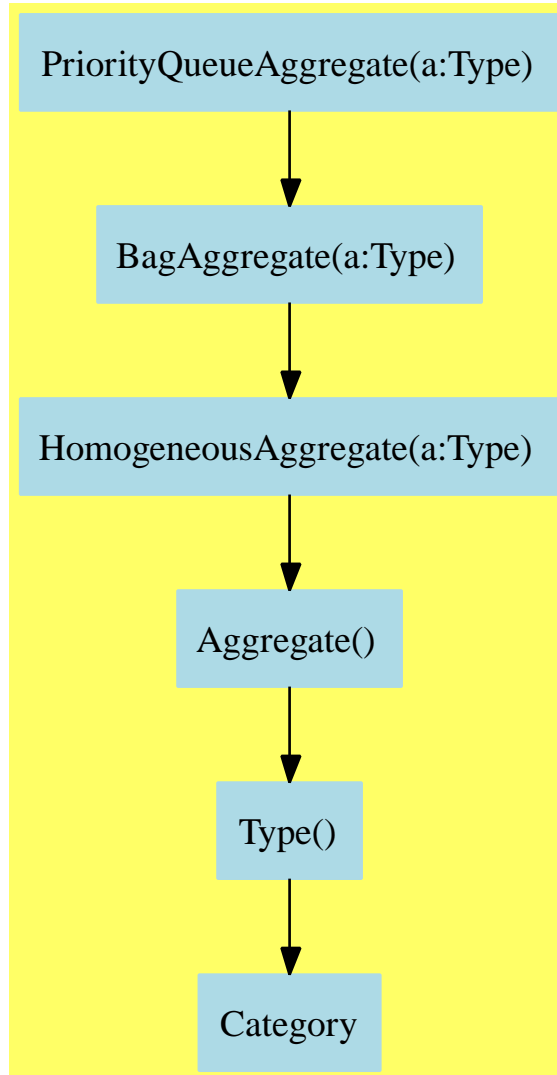 PriorityQueueAggregate(a:Type)
BagAggregate(a:Type)
HomogeneousAggregate(a:Type)
Aggregate()
Type()
Category